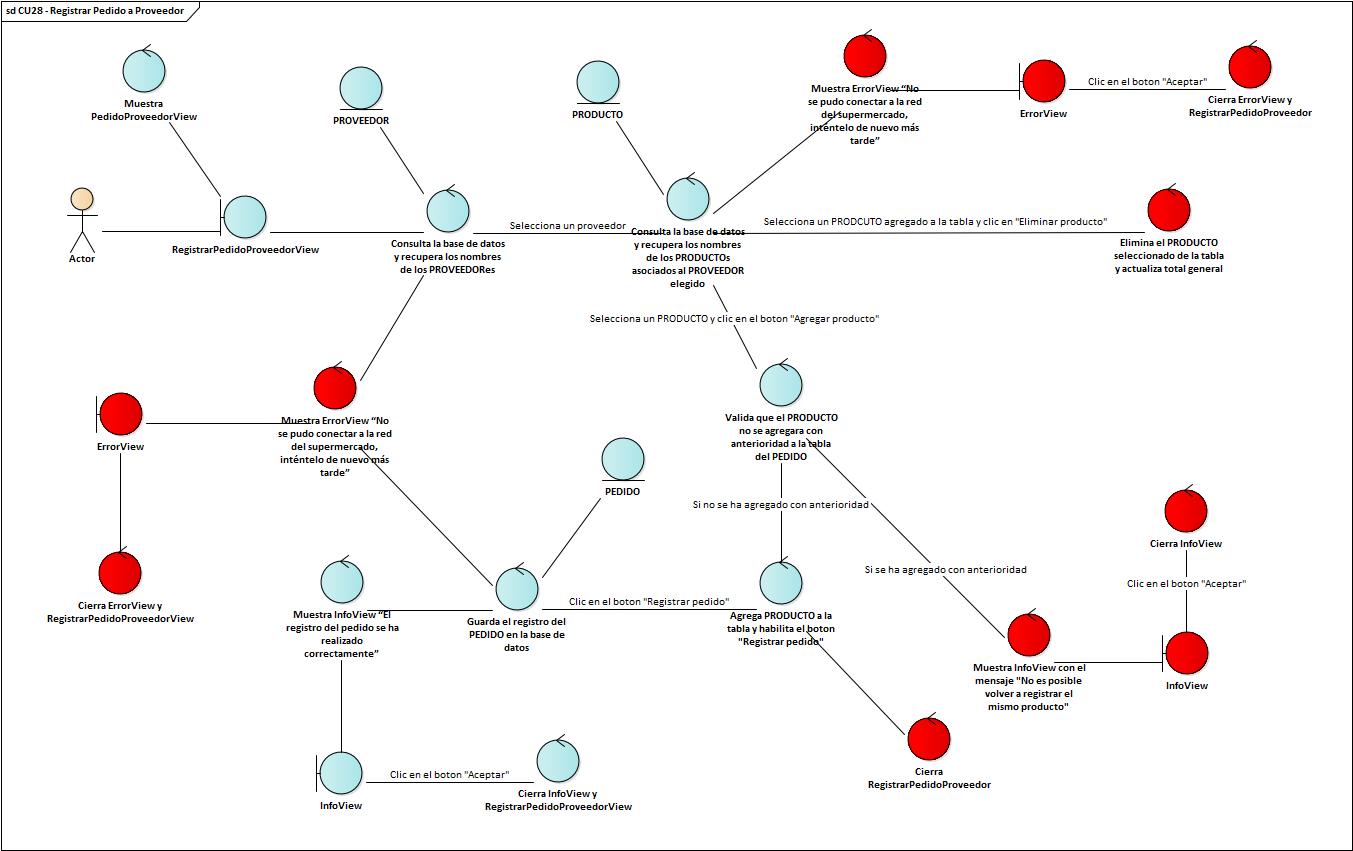 sd CU28 - Registrar Pedido a Proveedor
Muestra
PedidoProveedorView
PROVEEDOR
PRODUCTO
Muestra ErrorView “No
se pudo conectar a la red
del supermercado,
inténtelo de nuevo más
tarde”
ErrorView
Clic en el boton "Aceptar"
Cierra ErrorView y
RegistrarPedidoProveedor
Actor
RegistrarPedidoProveedorView
Consulta la base de datos
y recupera los nombres
de los PROVEEDORes
Selecciona un proveedor
Consulta la base de datos
y recupera los nombres
de los PRODUCTOs
asociados al PROVEEDOR
elegido
Selecciona un PRODCUTO agregado a la tabla y clic en "Eliminar producto"
Elimina el PRODUCTO
seleccionado de la tabla
y actualiza total general
Selecciona un PRODUCTO y clic en el boton "Agregar producto"
ErrorView
Muestra ErrorView “No
se pudo conectar a la red
del supermercado,
inténtelo de nuevo más
tarde”
Valida que el PRODUCTO
no se agregara con
anterioridad a la tabla
del PEDIDO
PEDIDO
Si no se ha agregado con anterioridad
Si se ha agregado con anterioridad
Cierra InfoView
Clic en el boton "Aceptar"
Cierra ErrorView y
RegistrarPedidoProveedorView
Muestra InfoView “El
registro del pedido se ha
realizado
correctamente”
Guarda el registro del
PEDIDO en la base de
datos
Clic en el boton "Registrar pedido"
Agrega PRODUCTO a la
tabla y habilita el boton
"Registrar pedido"
Muestra InfoView con el
mensaje "No es posible
volver a registrar el
mismo producto"
InfoView
Cierra
RegistrarPedidoProveedor
InfoView
Clic en el boton "Aceptar"
Cierra InfoView y
RegistrarPedidoProveedorView